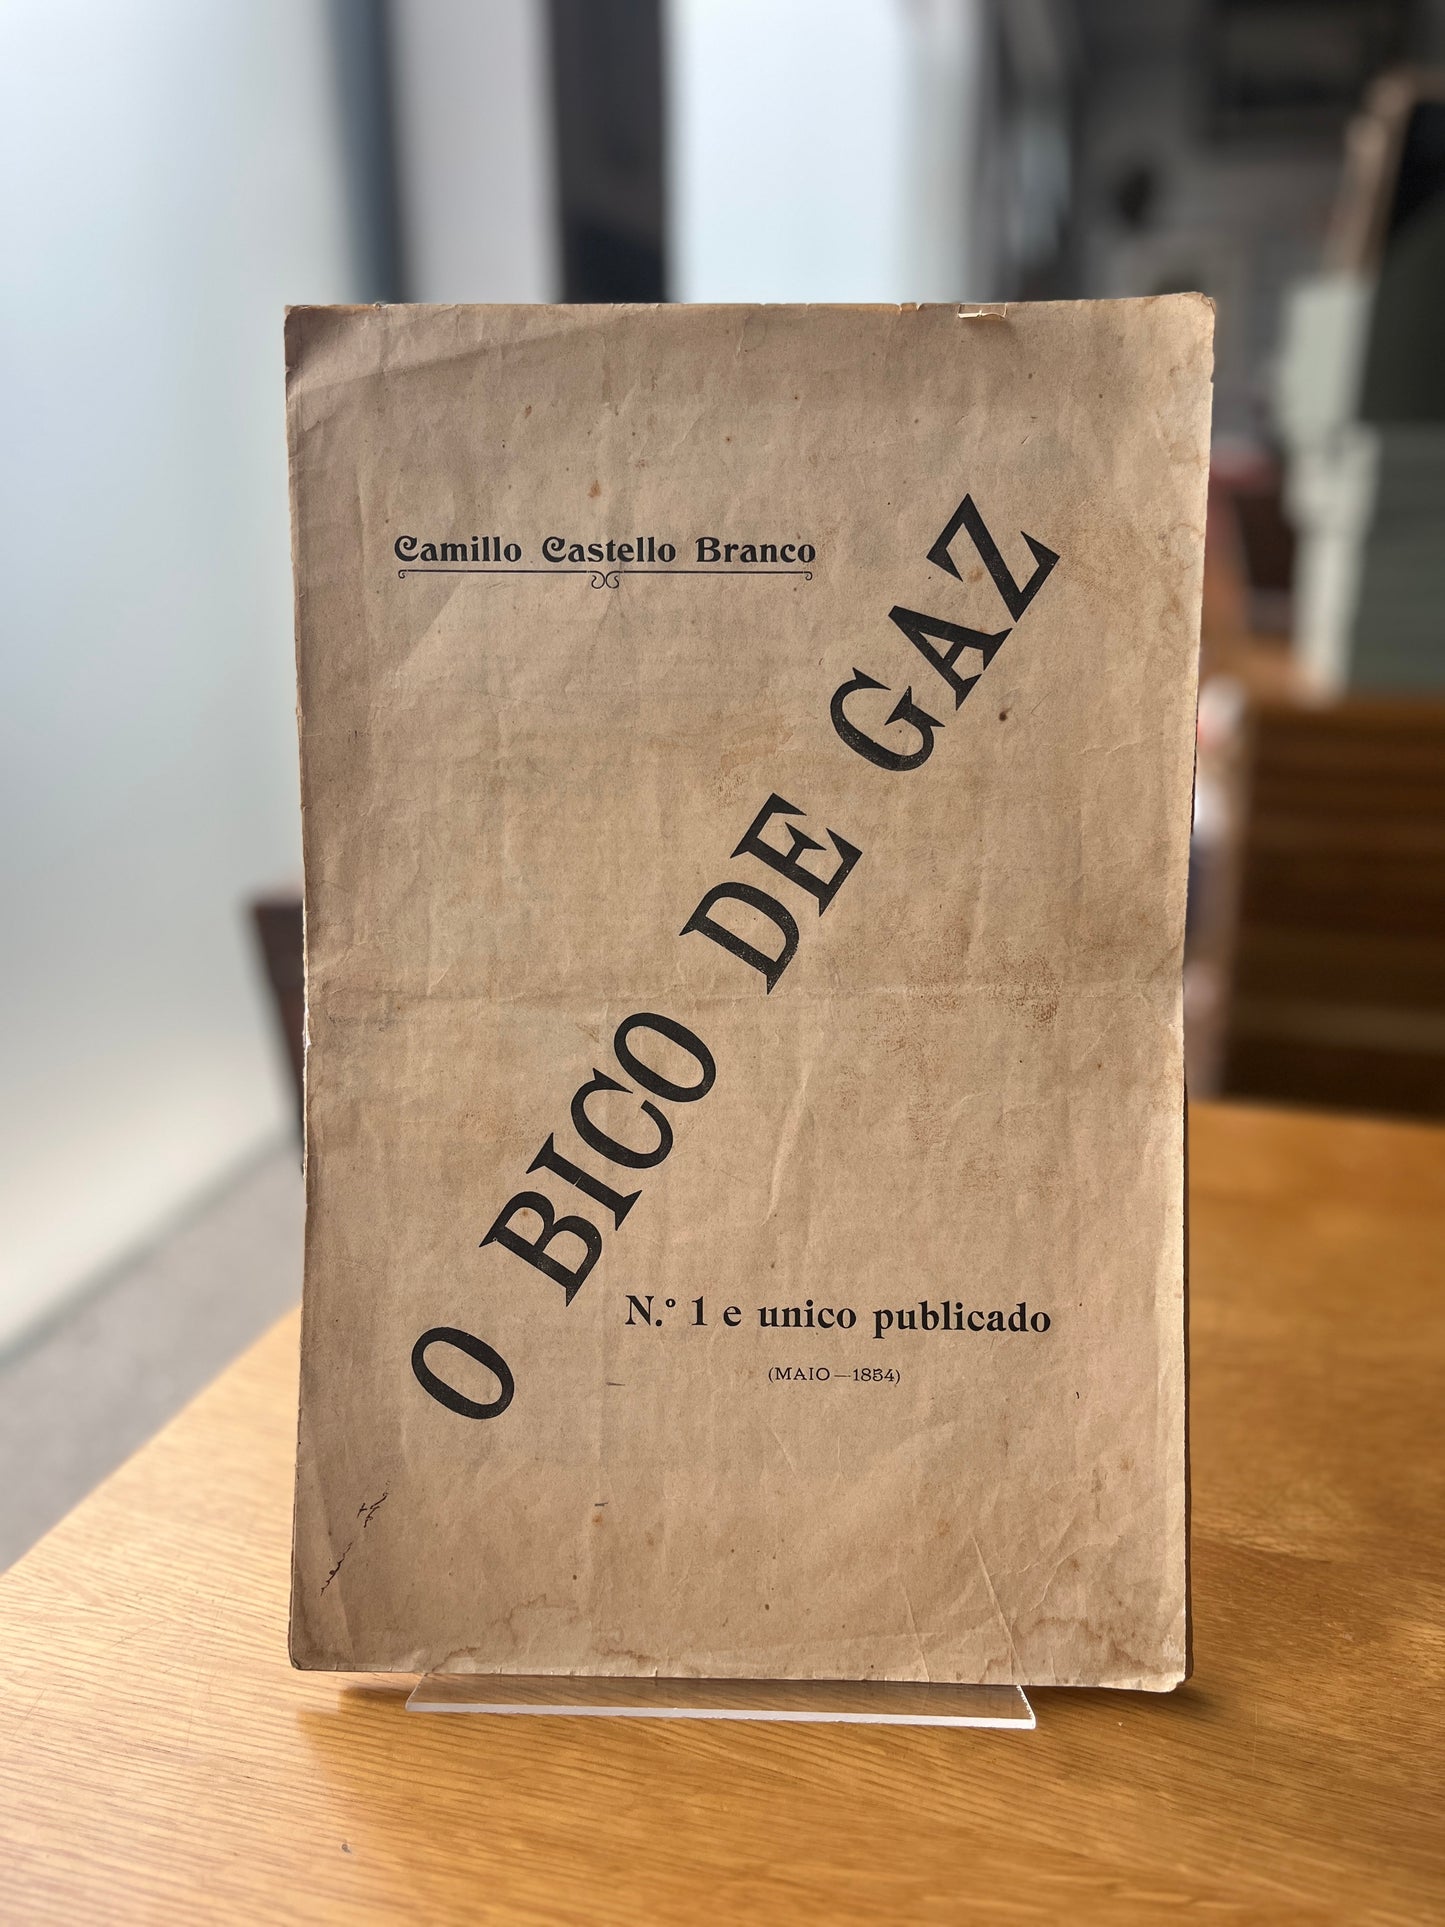 Camillo Castello Branco
O BICO DE GAZ
N.º 1 e unico publicado
(MAIO—1854)